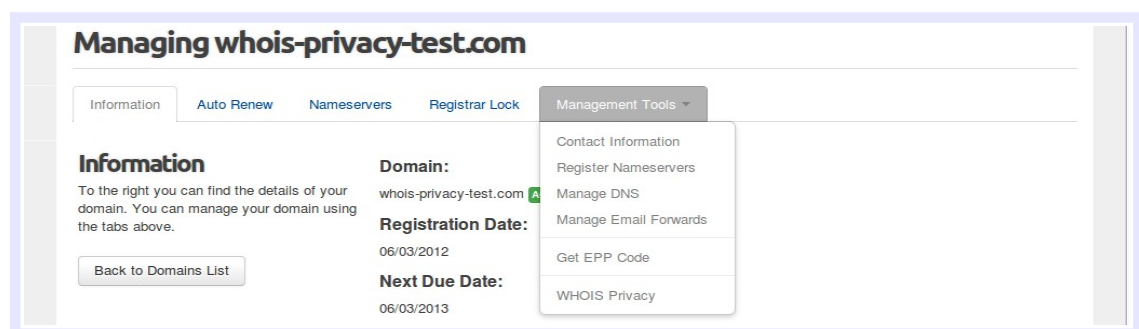 Managing whois-privacy-test.com
Information Auto Renew Nameservers Registrar Lock Management Tools
Information
To the right you can find the details of your
domain. You can manage your domain using
the tabs above.
Back to Domains List
Domain:
whois-privacy-test.com
Registration Date:
06/03/2012
Next Due Date:
06/03/2013
Contact Information
Register Nameservers
Manage DNS
Manage Email Forwards
Get EPP Code
WHOIS Privacy